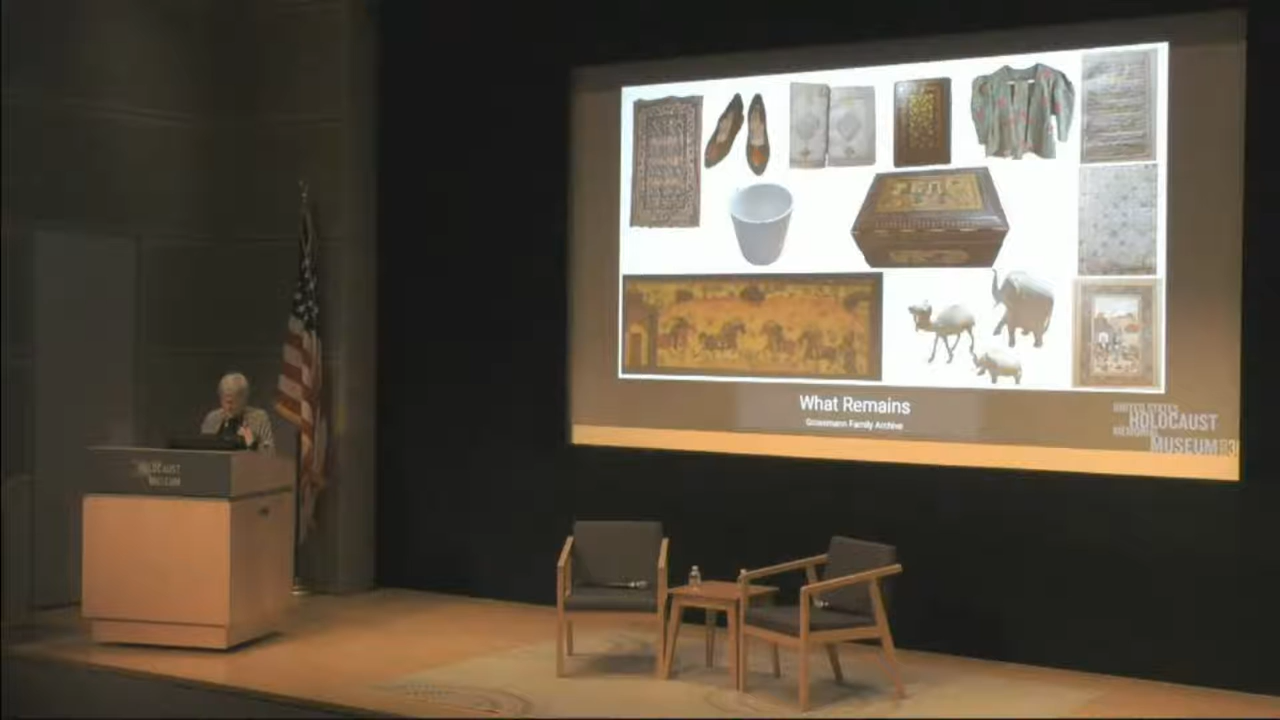 What Remains
Grossmann Family Archive
UNITED STATES
HOLOCAUST
MEMORIAL
MUSEUM
HOLOCAUST
MUSEUM